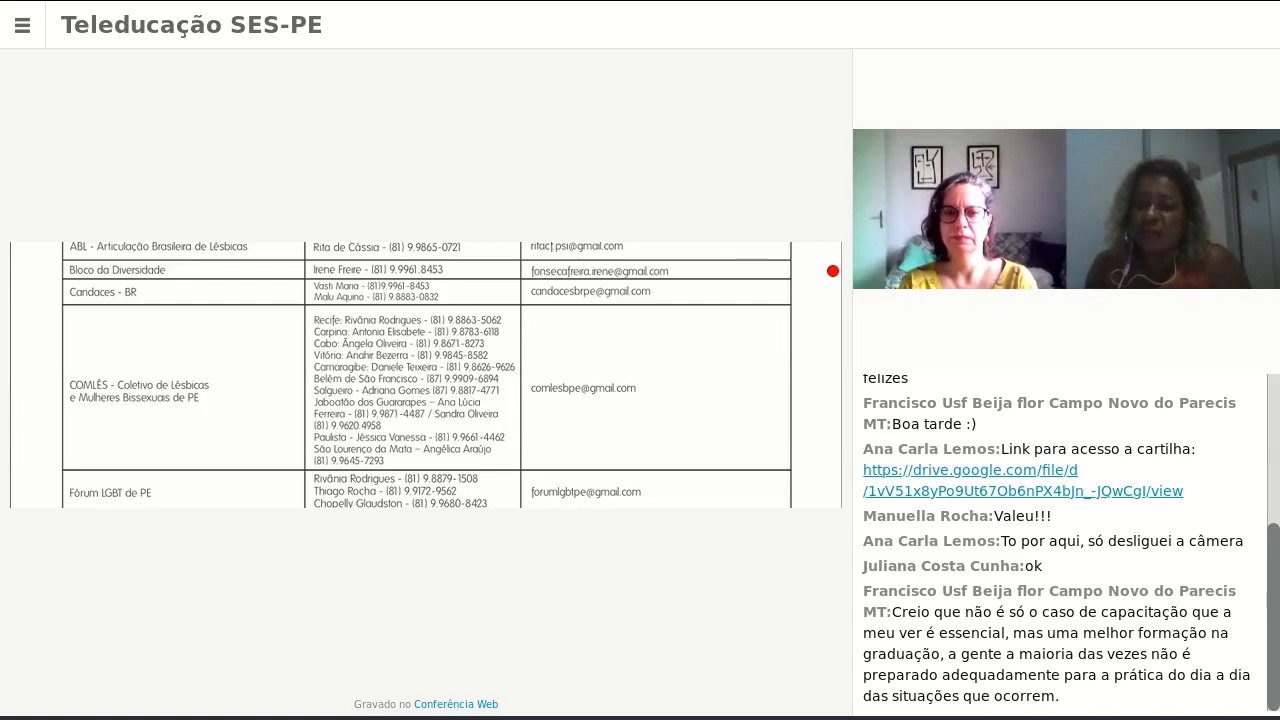 Teleducação SES-PE
ABL - Articulação Brasileira de Lésbicas
Rita de Cássia - (81) 9.9865-0721
ritacf.psi@gmail.com
Bloco da Diversidade
Irene Freire - (81) 9.9961.8453
fonsecafreira.irene@gmail.com
Candaces - BR
Vasti Maria - (81)9.9961-8453
Malu Aquino - (81) 9.8883-0832
candacesbrpe@gmail.com
COMLÉS - Coletivo de Lésbicas
e Mulheres Bissexuais de PE
Recife: Rivânia Rodrigues - (81) 9.8863-5062
Carpina: Antonia Elisabete - (81) 9.8783-6118
Cabo: Ângela Oliveira - (81) 9.8671-8273
Vitória: Anahir Bezerra - (81) 9.9845-8582
Camaragibe: Daniele Teixeira - (81) 9.8626-9626
Belém de São Francisco - (87) 9.9909-6894
Salgueiro - Adriana Gomes (87) 9.8817-4771
Jaboatão dos Guararapes – Ana Lúcia
Ferreira - (81) 9.9871-4487 / Sandra Oliveira
(81) 9.9620.4958
Paulista - Jéssica Vanessa - (81) 9.9661-4462
São Lourenço da Mata – Angélica Araújo
(81) 9.9645-7293
comlesbpe@gmail.com
Fórum LGBT de PE
Rivânia Rodrigues - (81) 9.8879-1508
Thiago Rocha - (81) 9.9172-9562
Chopelly Glaudston - (81) 9.9680-8423
forumlgbtpe@gmail.com
felizes
Francisco Usf Beija flor Campo Novo do Parecis
MT:Boa tarde :)
Ana Carla Lemos:Link para acesso a cartilha:
https://drive.google.com/file/d
/1vV51x8yPo9Ut67Ob6nPX4bJn_-JQwCgI/view
Manuella Rocha:Valeu!!!
Ana Carla Lemos:To por aqui, só desliguei a câmera
Juliana Costa Cunha:ok
Francisco Usf Beija flor Campo Novo do Parecis
MT:Creio que não é só o caso de capacitação que a
meu ver é essencial, mas uma melhor formação na
graduação, a gente a maioria das vezes não é
preparado adequadamente para a prática do dia a dia
das situações que ocorrem.
Gravado no Conferência Web